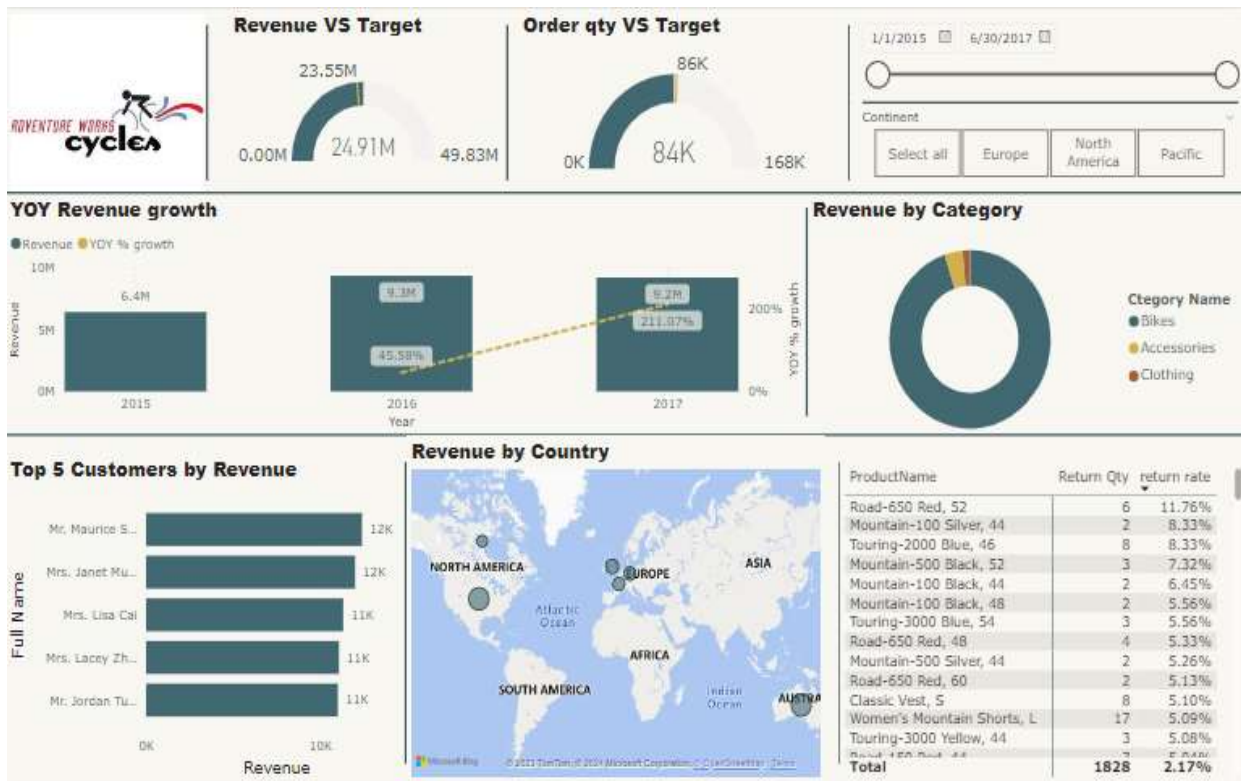 ADVENTURE WORKS
cycles
Revenue VS Target
23.55M
0.00M
24.91M
49.83M
Order qty VS Target
86K
0K
84K
168K
1/1/2015
6/30/2017
Continent
Select all
Europe
North
America
Pacific
YOY Revenue growth
Revenue
YOY % growth
10M
5M
0M
Revenue
6.4M
9.3M
9.2M
45.58%
211.07%
200%
0%
YOY % growth
2015
2016
2017
Year
Revenue by Category
Ctegory Name
Bikes
Accessories
Clothing
Top 5 Customers by Revenue
Full Name
Mr. Maurice S...
12K
Mrs. Janet Mu...
12K
Mrs. Lisa Cai
11K
Mrs. Lacey Zh...
11K
Mr. Jordan Tu...
11K
0K
10K
Revenue
Revenue by Country
NORTH AMERICA
EUROPE
ASIA
Atlantic
Ocean
AFRICA
SOUTH AMERICA
Indian
Ocean
AUSTRA
Microsoft Bing
© 2023 TomTom, © 2024 Microsoft Corporation, © OpenStreetMap Terms
ProductName Return Qty return rate
Road-650 Red, 52 6 11.76%
Mountain-100 Silver, 44 2 8.33%
Touring-2000 Blue, 46 8 8.33%
Mountain-500 Black, 52 3 7.32%
Mountain-100 Black, 44 2 6.45%
Mountain-100 Black, 48 2 5.56%
Touring-3000 Blue, 54 3 5.56%
Road-650 Red, 48 4 5.33%
Mountain-500 Silver, 44 2 5.26%
Road-650 Red, 60 2 5.13%
Classic Vest, S 8 5.10%
Women's Mountain Shorts, L 17 5.09%
Touring-3000 Yellow, 44 3 5.08%
Total 1828 2.17%